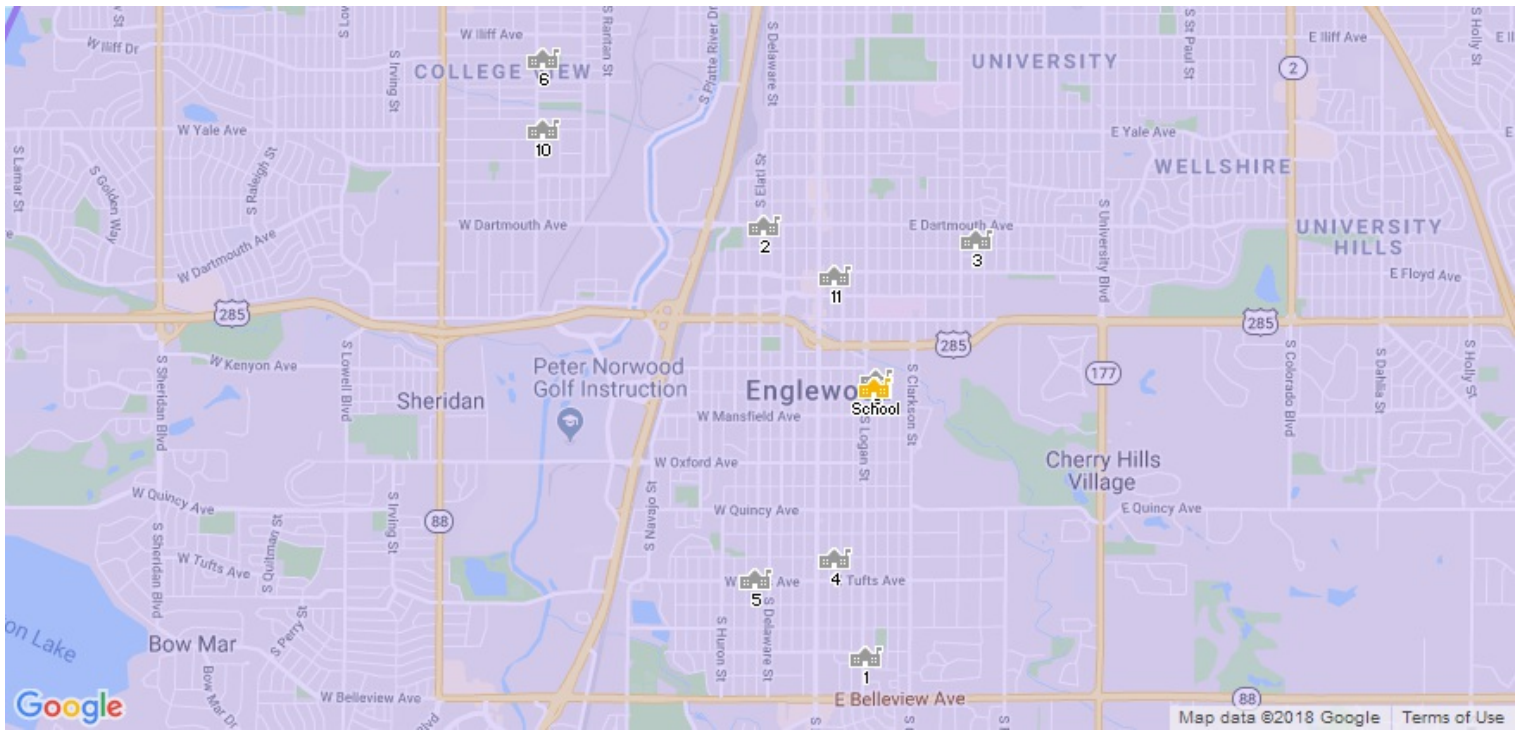 W Iliff Ave
S Raritan St
S Platte River Dr
S Delaware St
S St Paul St
E Iliff Ave
S Holly St
W Iliff Dr
S Irving St
COLLEGE VIEW
6
UNIVERSITY
2
W Yale Ave
10
E Yale Ave
S Lamar St
S Golden Way
S Raleigh St
S Elati St
WELLSHIRE
W Dartmouth Ave
W Dartmouth Ave
2
E Dartmouth Ave
3
S University Blvd
UNIVERSITY
HILLS
11
E Floyd Ave
285
285
285
W Kenyon Ave
S Sheridan Blvd
S Lowell Blvd
Sheridan
Peter Norwood
Golf Instruction
Englewo
School
W Mansfield Ave
S Logan St
S Clarkson St
177
S Colorado Blvd
S Dahlia St
S Holly St
W Oxford Ave
Cherry Hills
Village
W Quincy Ave
S Irving St
88
S Navajo St
W Quincy Ave
E Quincy Ave
S Sheridan Blvd
W Tufts Ave
S Quitman St
W
Ave
5
4
Tufts Ave
on Lake
Bow Mar
S Perry St
S Huron St
S Delaware St
1
Bow Mar Dr
W Belleview Ave
E Belleview Ave
88
Google
Map data ©2018 Google
Terms of Use